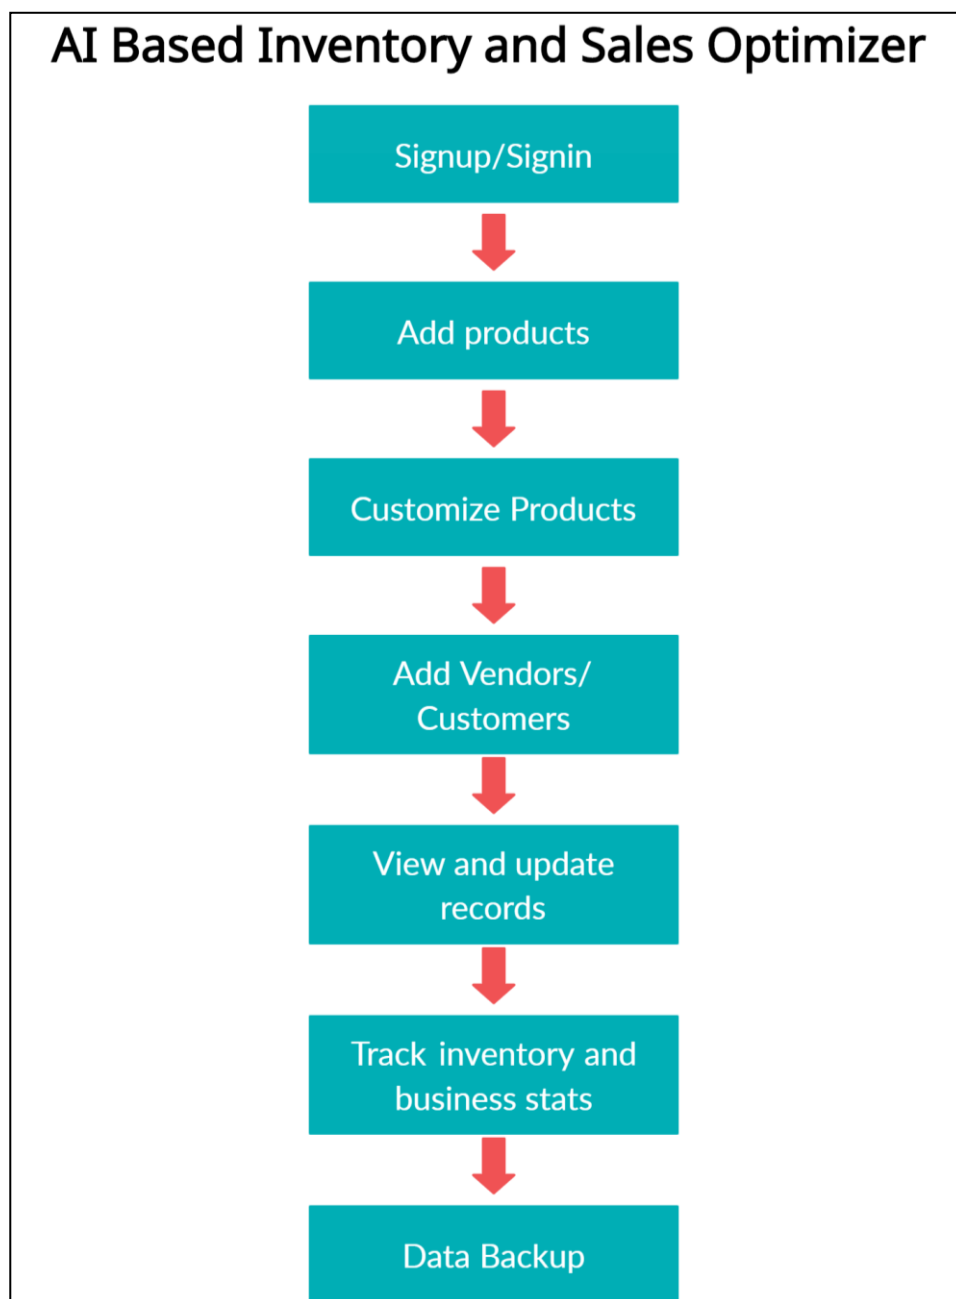 AI Based Inventory and Sales Optimizer
Signup/Signin
Add products
Customize Products
Add Vendors/
Customers
View and update
records
Track inventory and
business stats
Data Backup